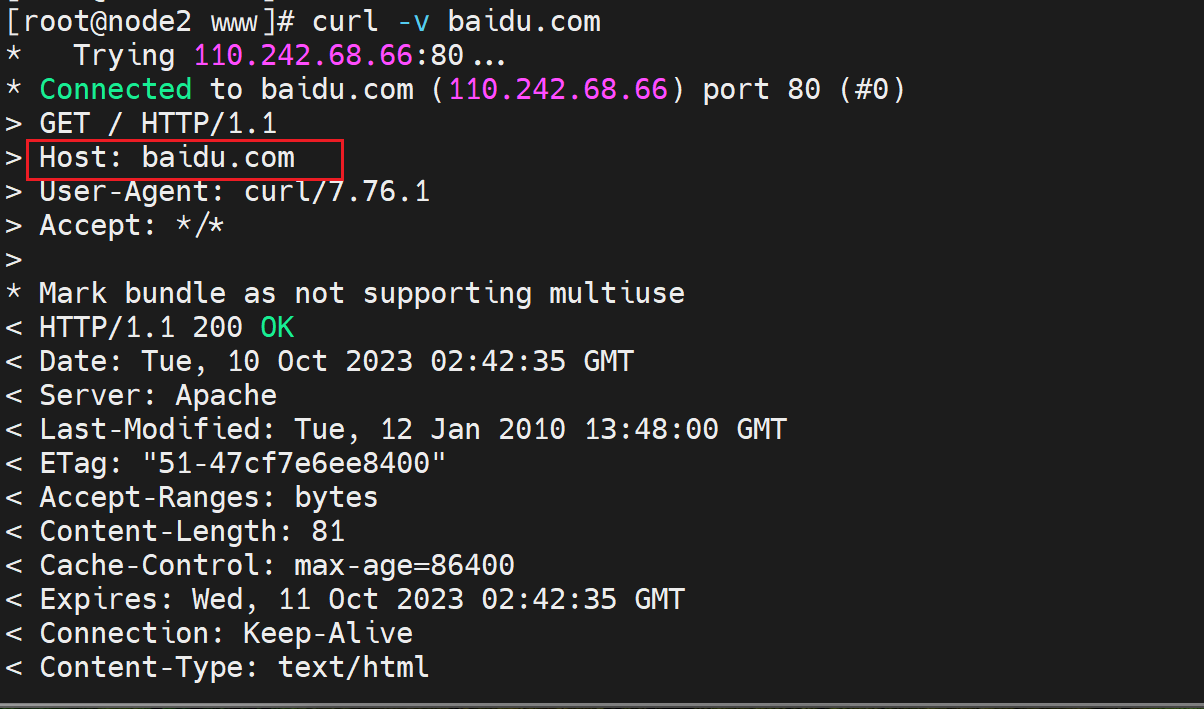 [root@node2 www]# curl -v baidu.com
*   Trying 110.242.68.66:80...
* Connected to baidu.com (110.242.68.66) port 80 (#0)
> GET / HTTP/1.1
> Host: baidu.com
> User-Agent: curl/7.76.1
> Accept: */*
>
* Mark bundle as not supporting multiuse
< HTTP/1.1 200 OK
< Date: Tue, 10 Oct 2023 02:42:35 GMT
< Server: Apache
< Last-Modified: Tue, 12 Jan 2010 13:48:00 GMT
< ETag: "51-47cf7e6ee8400"
< Accept-Ranges: bytes
< Content-Length: 81
< Cache-Control: max-age=86400
< Expires: Wed, 11 Oct 2023 02:42:35 GMT
< Connection: Keep-Alive
< Content-Type: text/html